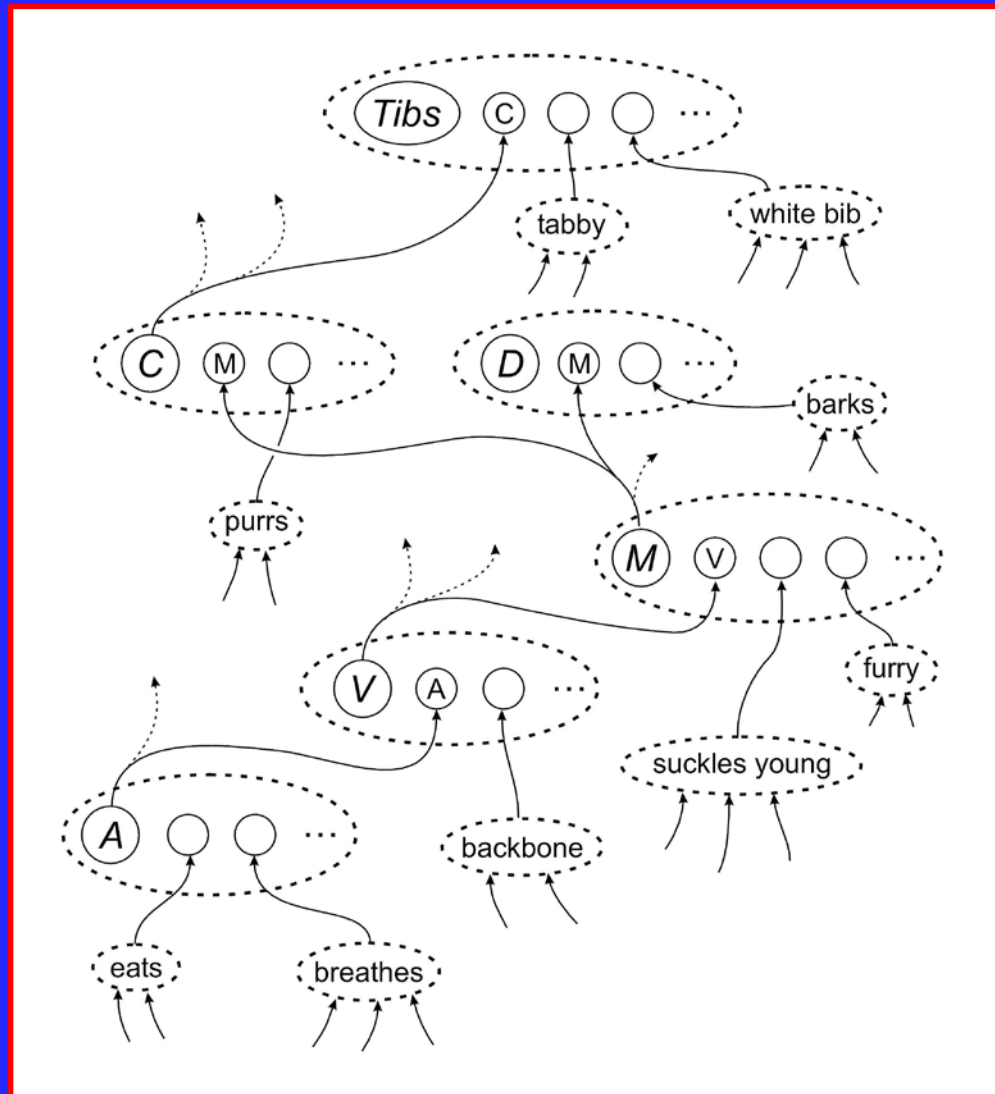 Tibs C ...
tabby
white bib
C M ...
D M ...
barks
purrs
M V ...
furry
V A ...
suckles young
A ...
backbone
eats
breathes